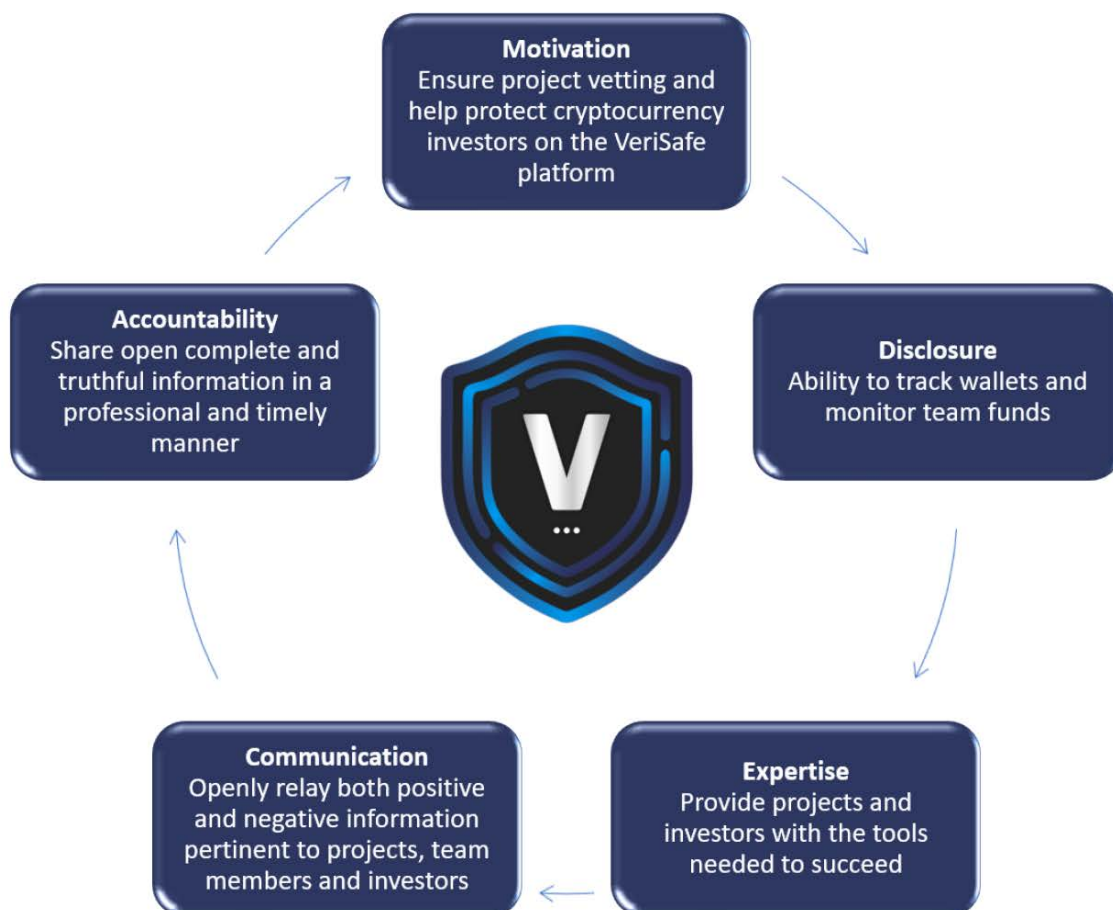 Motivation
Ensure project vetting and
help protect cryptocurrency
investors on the VeriSafe
platform
Accountability
Share open complete and
truthful information in a
professional and timely
manner
Disclosure
Ability to track wallets and
monitor team funds
V
Communication
Openly relay both positive
and negative information
pertinent to projects, team
members and investors
Expertise
Provide projects and
investors with the tools
needed to succeed